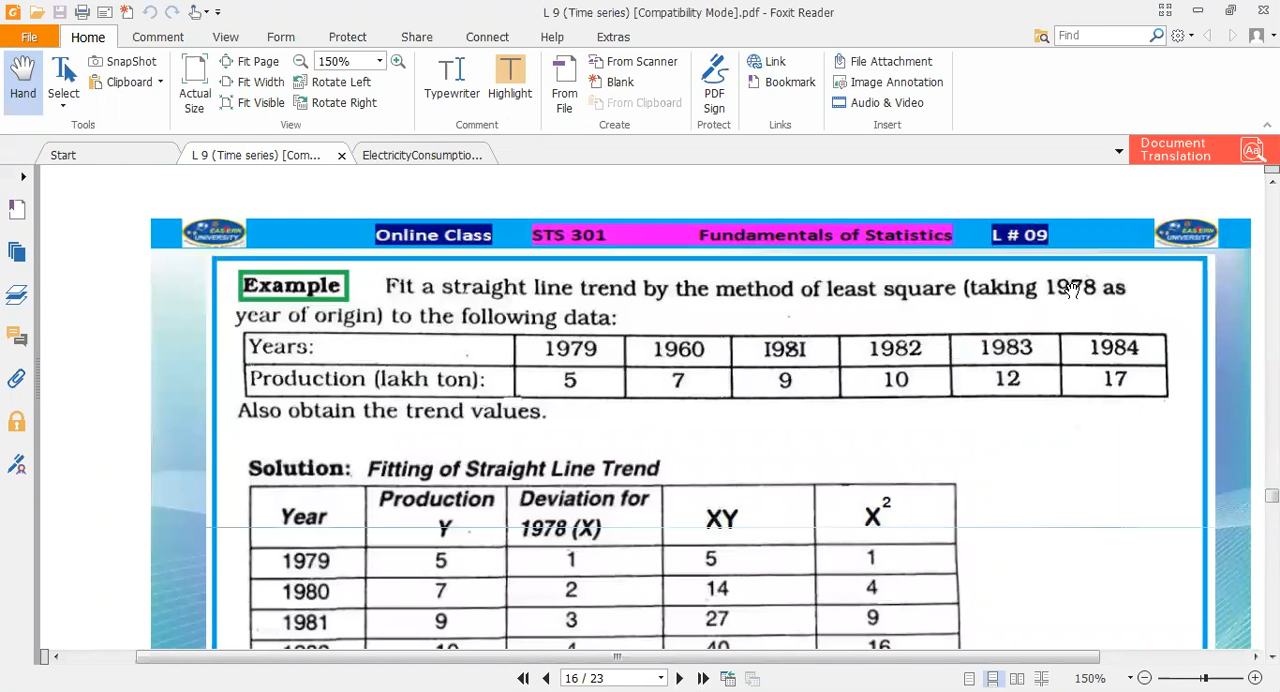 L 9 (Time series) [Compatibility Mode].pdf - Foxit Reader
File Home Comment View Form Protect Share Connect Help Extras Find
Hand Select SnapShot Clipboard Actual Size Fit Page Fit Width Fit Visible 150% Rotate Left Rotate Right Typewriter Highlight From File From Scanner Blank From Clipboard PDF Sign Link Bookmark File Attachment Image Annotation Audio & Video
Tools View Comment Create Protect Links Insert
Start L 9 (Time series) [Com... x ElectricityConsumptio... Document Translation
EASTERN UNIVERSITY Online Class STS 301 Fundamentals of Statistics L # 09 EASTERN UNIVERSITY
Example Fit a straight line trend by the method of least square (taking 1978 as
year of origin) to the following data:
Years: 1979 1960 I98I 1982 1983 1984
Production (lakh ton): 5 7 9 10 12 17
Also obtain the trend values.
Solution: Fitting of Straight Line Trend
Year Production Y Deviation for 1978 (X) XY X²
1979 5 1 5 1
1980 7 2 14 4
1981 9 3 27 9
16 / 23 150%